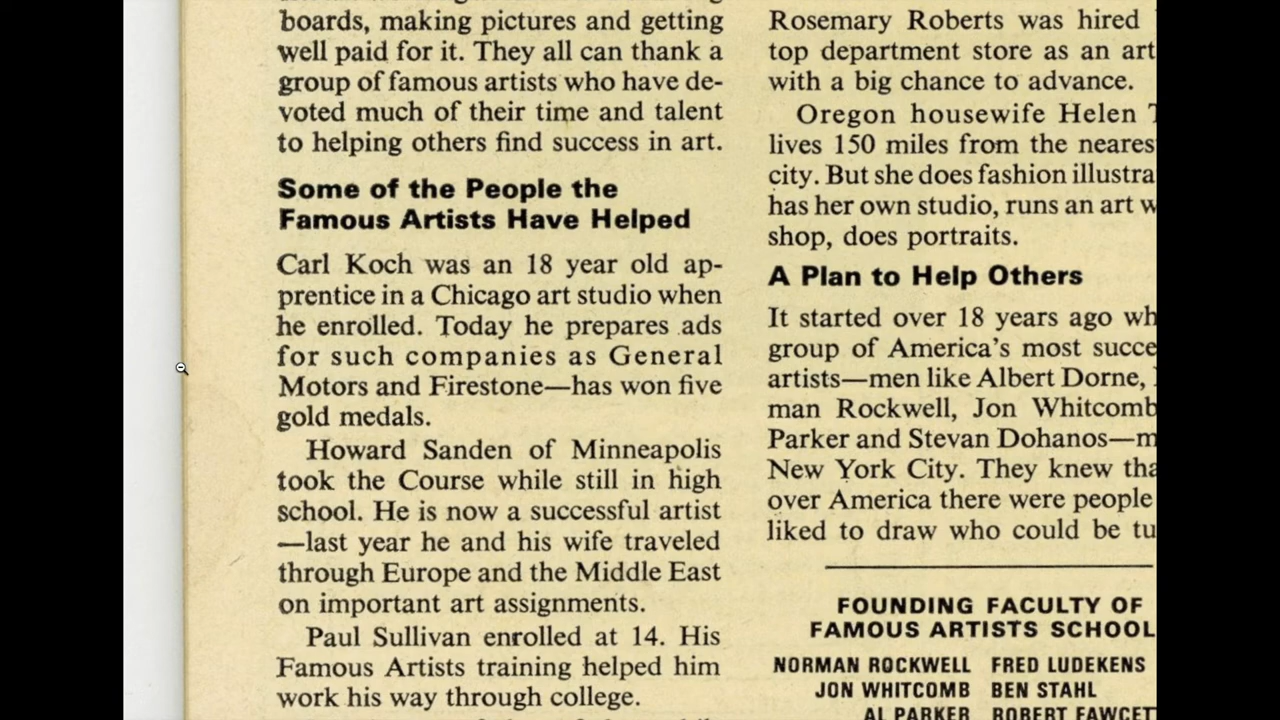 boards, making pictures and getting
well paid for it. They all can thank a
group of famous artists who have de-
voted much of their time and talent
to helping others find success in art.
Some of the People the
Famous Artists Have Helped
Carl Koch was an 18 year old ap-
prentice in a Chicago art studio when
he enrolled. Today he prepares ads
for such companies as General
Motors and Firestone—has won five
gold medals.
Howard Sanden of Minneapolis
took the Course while still in high
school. He is now a successful artist
—last year he and his wife traveled
through Europe and the Middle East
on important art assignments.
Paul Sullivan enrolled at 14. His
Famous Artists training helped him
work his way through college.
Rosemary Roberts was hired
top department store as an art
with a big chance to advance.
Oregon housewife Helen
lives 150 miles from the neares
city. But she does fashion illustra
has her own studio, runs an art w
shop, does portraits.
A Plan to Help Others
It started over 18 years ago wh
group of America's most succe
artists—men like Albert Dorne,
man Rockwell, Jon Whitcomb
Parker and Stevan Dohanos—m
New York City. They knew tha
over America there were people
liked to draw who could be tu
FOUNDING FACULTY OF
FAMOUS ARTISTS SCHOOL
NORMAN ROCKWELL FRED LUDEKENS
JON WHITCOMB BEN STAHL
AL PARKER ROBERT FAWCET